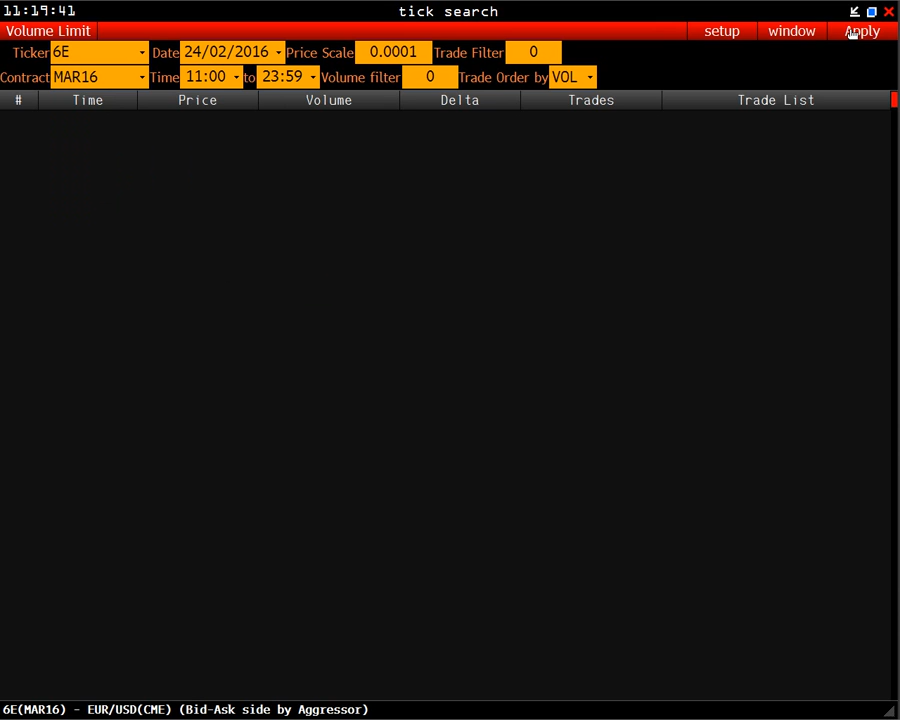 11:19:41 tick search
Volume Limit setup window Apply
Ticker 6E Date 24/02/2016 Price Scale 0.0001 Trade Filter 0
Contract MAR16 Time 11:00 to 23:59 Volume filter 0 Trade Order by VOL
# Time Price Volume Delta Trades Trade List
6E(MAR16) - EUR/USD(CME) (Bid-Ask side by Aggressor)